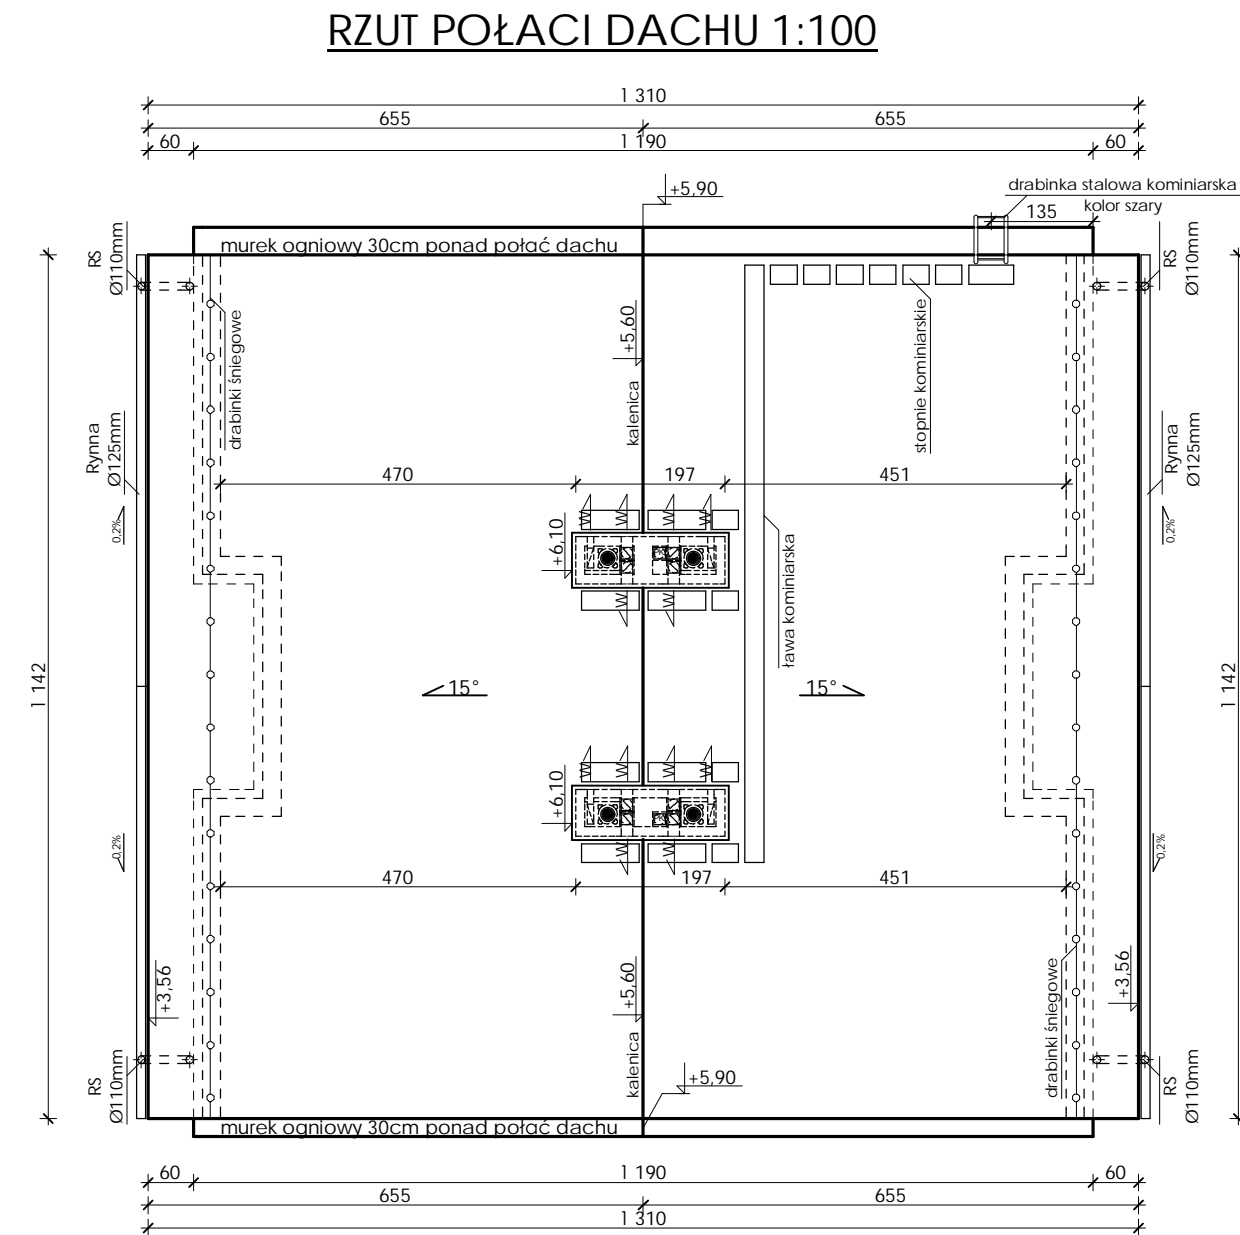 RZUT POŁACI DACHU 1:100
1 310
655
655
60
1 190
60
+5,90
drabinka stalowa kominiarska
kolor szary
135
murek ogniowy 30cm ponad połać dachu
RS
Ø110mm
RS
Ø110mm
drabinki śniegowe
+5,60
kalenica
stopnie kominiarskie
Rynna
Ø125mm
Rynna
Ø125mm
470
197
451
0,2%
0,2%
W
W
W
W
+6,10
ława kominiarska
W
W
1 142
1 142
15°
15°
W
W
W
W
+6,10
0,2%
0,2%
W
W
470
197
451
+3,56
+5,60
drabinki śniegowe
+3,56
kalenica
+5,90
RS
Ø110mm
RS
Ø110mm
murek ogniowy 30cm ponad połać dachu
60
1 190
60
655
655
1 310